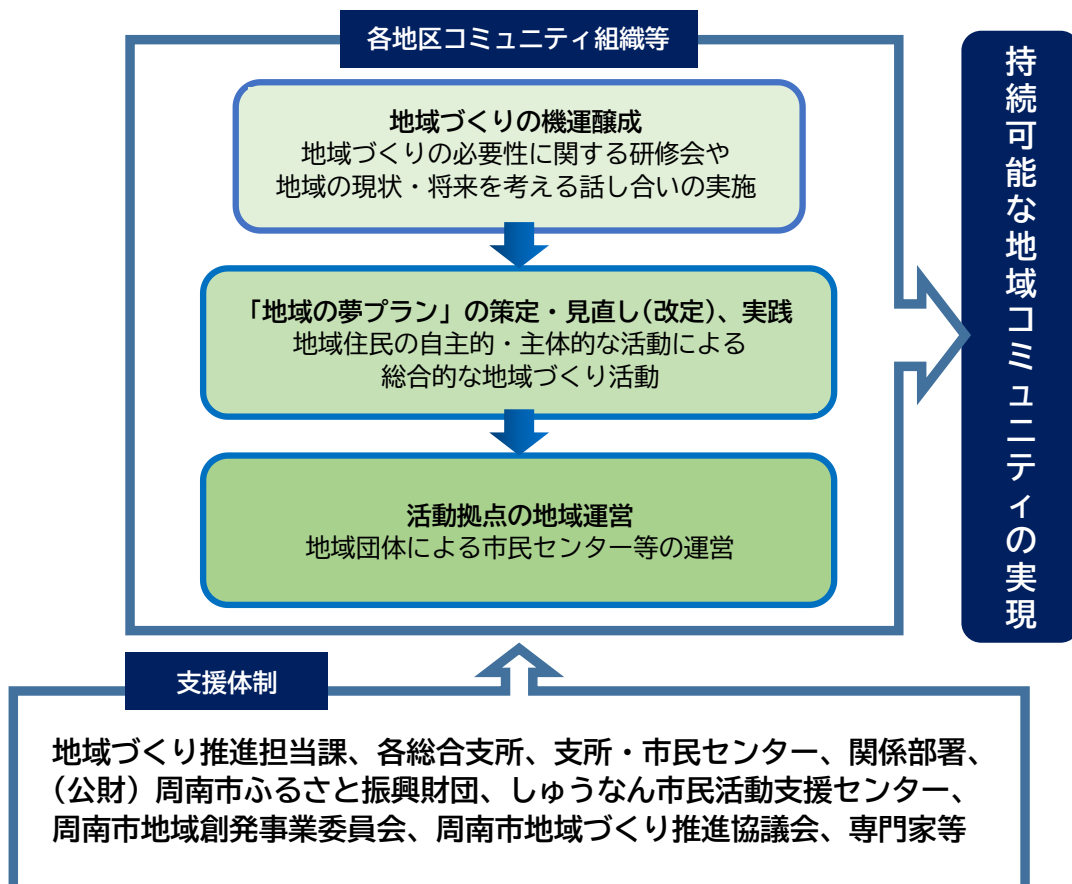 各地区コミュニティ組織等
地域づくりの機運醸成
地域づくりの必要性に関する研修会や
地域の現状・将来を考える話し合いの実施
「地域の夢プラン」の策定・見直し(改定)、実践
地域住民の自主的・主体的な活動による
総合的な地域づくり活動
活動拠点の地域運営
地域団体による市民センター等の運営
持続可能な地域コミュニティの実現
支援体制
地域づくり推進担当課、各総合支所、支所・市民センター、関係部署、
(公財)周南市ふるさと振興財団、しゅうなん市民活動支援センター、
周南市地域創発事業委員会、周南市地域づくり推進協議会、専門家等